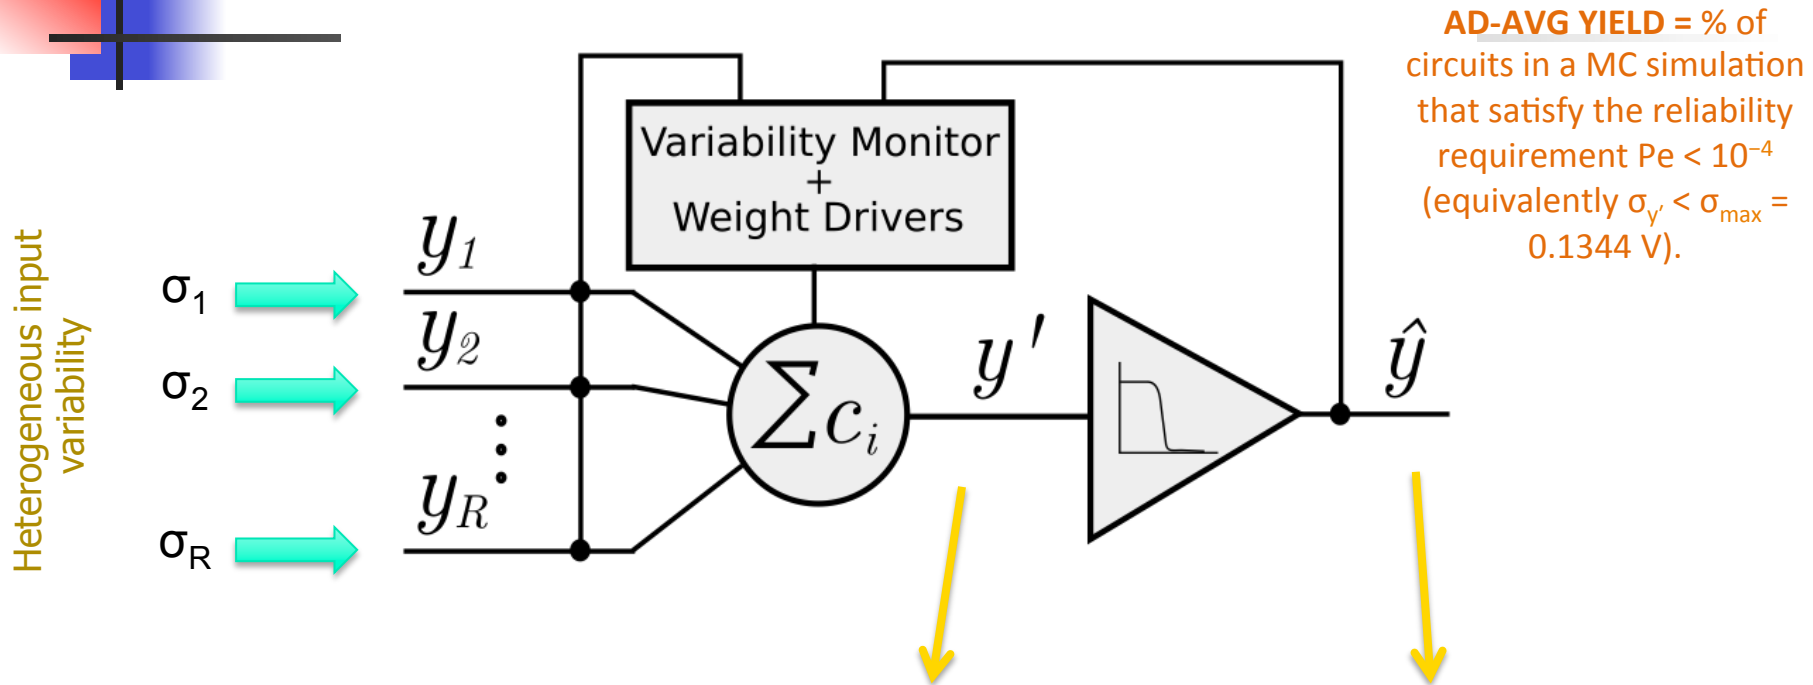 AD-AVG YIELD = % of
circuits in a MC simulation
that satisfy the reliability
requirement Pe < 10⁻⁴
(equivalently σy′ < σmax =
0.1344 V).
Variability Monitor
+
Weight Drivers
Heterogeneous input
variability
σ1
y1
σ2
y2
σR
yR
∑ci
y′
ŷ